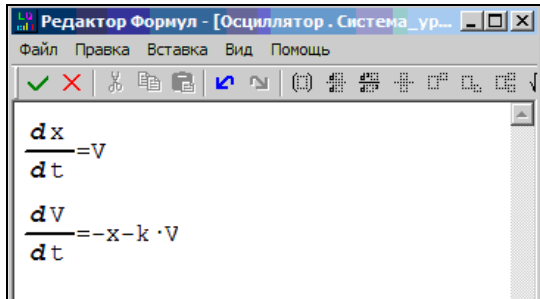 Редактор Формул - [Осциллятор . Система_ур...
Файл Правка Вставка Вид Помощь
dx/dt=V
dV/dt=-x-k·V